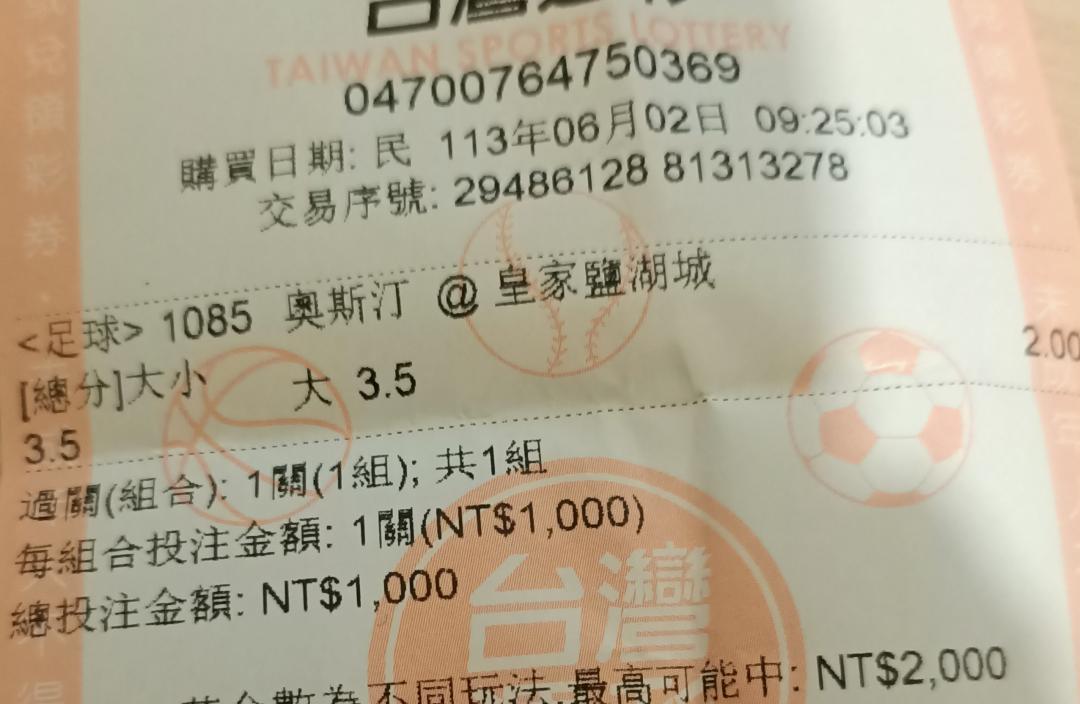 TAIWAN SPORTS LOTTERY
04700764750369
購買日期: 民 113年06月02日 09:25:03
交易序號: 29486128 81313278
<足球> 1085 奧斯汀 @ 皇家鹽湖城
2.00
[總分]大小 大 3.5
3.5
過關(組合): 1關(1組); 共1組
每組合投注金額: 1關(NT$1,000)
總投注金額: NT$1,000
台灣
不同玩法,最高可能中: NT$2,000